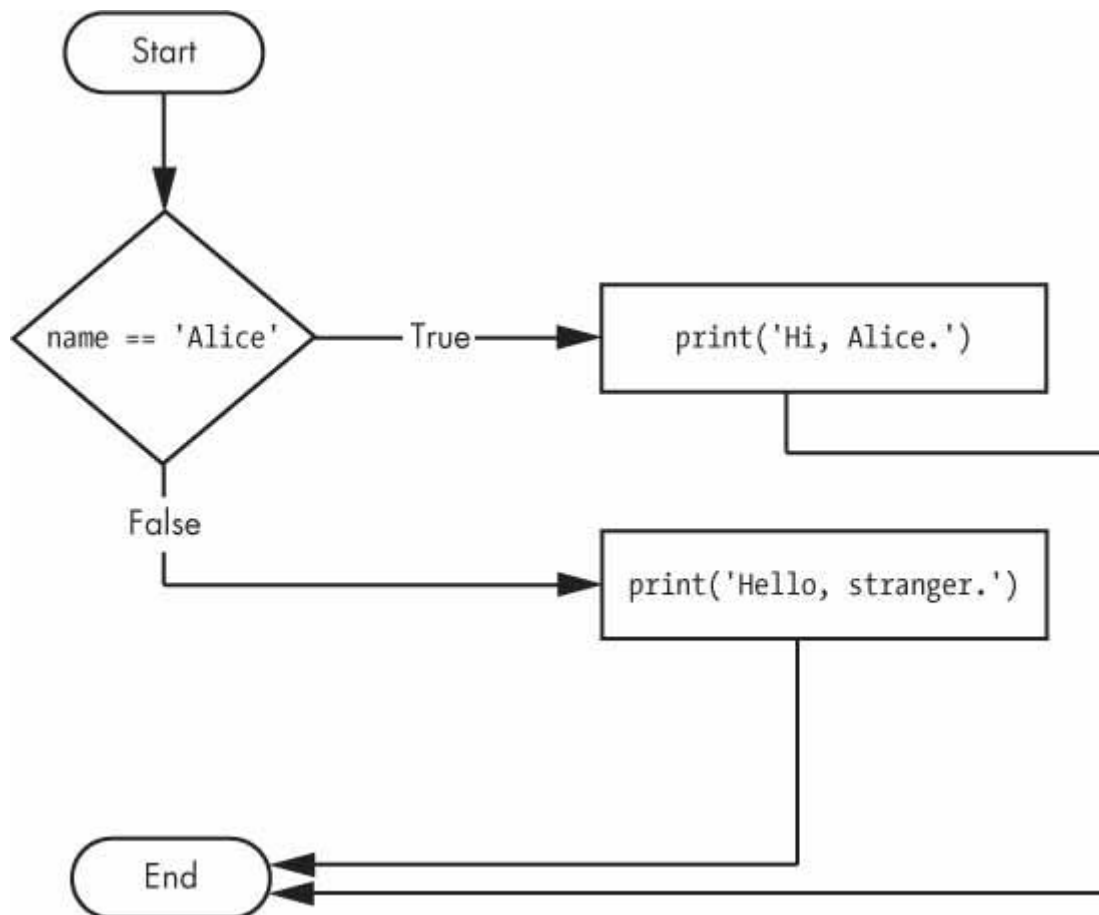 Start
name == 'Alice'
True
print('Hi, Alice.')
False
print('Hello, stranger.')
End